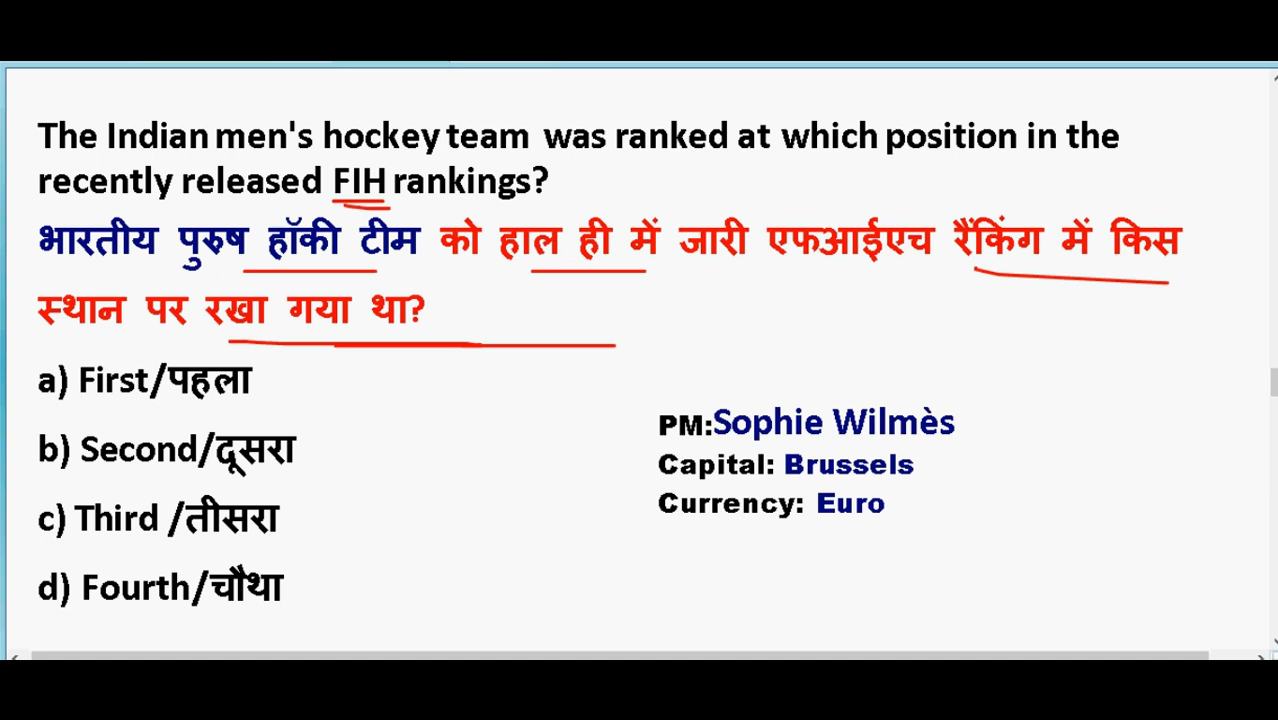 The Indian men's hockey team was ranked at which position in the
recently released FIH rankings?
भारतीय पुरुष हॉकी टीम को हाल ही में जारी एफआईएच रैंकिंग में किस
स्थान पर रखा गया था?
a) First/पहला
b) Second/दूसरा
c) Third /तीसरा
d) Fourth/चौथा
PM:Sophie Wilmès
Capital: Brussels
Currency: Euro